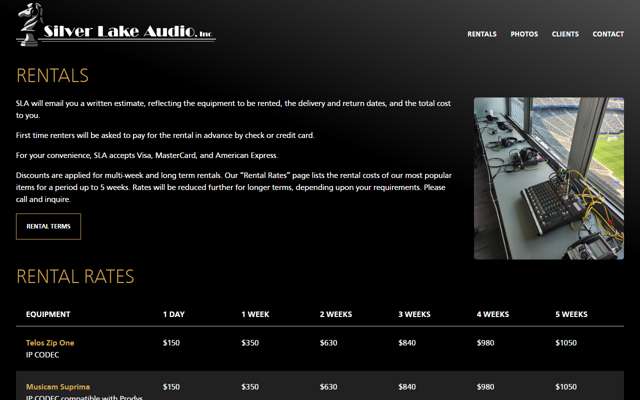 Silver Lake Audio, Inc
RENTALS PHOTOS CLIENTS CONTACT
RENTALS
SLA will email you a written estimate, reflecting the equipment to be rented, the delivery and return dates, and the total cost
to you.
First time renters will be asked to pay for the rental in advance by check or credit card.
For your convenience, SLA accepts Visa, MasterCard, and American Express.
Discounts are applied for multi-week and long term rentals. Our "Rental Rates" page lists the rental costs of our most popular
items for a period up to 5 weeks. Rates will be reduced further for longer terms, depending upon your requirements. Please
call and inquire.
RENTAL TERMS
RENTAL RATES
EQUIPMENT 1 DAY 1 WEEK 2 WEEKS 3 WEEKS 4 WEEKS 5 WEEKS
Telos Zip One $150 $350 $630 $840 $980 $1050
IP CODEC
Musicam Suprima $150 $350 $630 $840 $980 $1050
IP CODEC compatible with Prodys